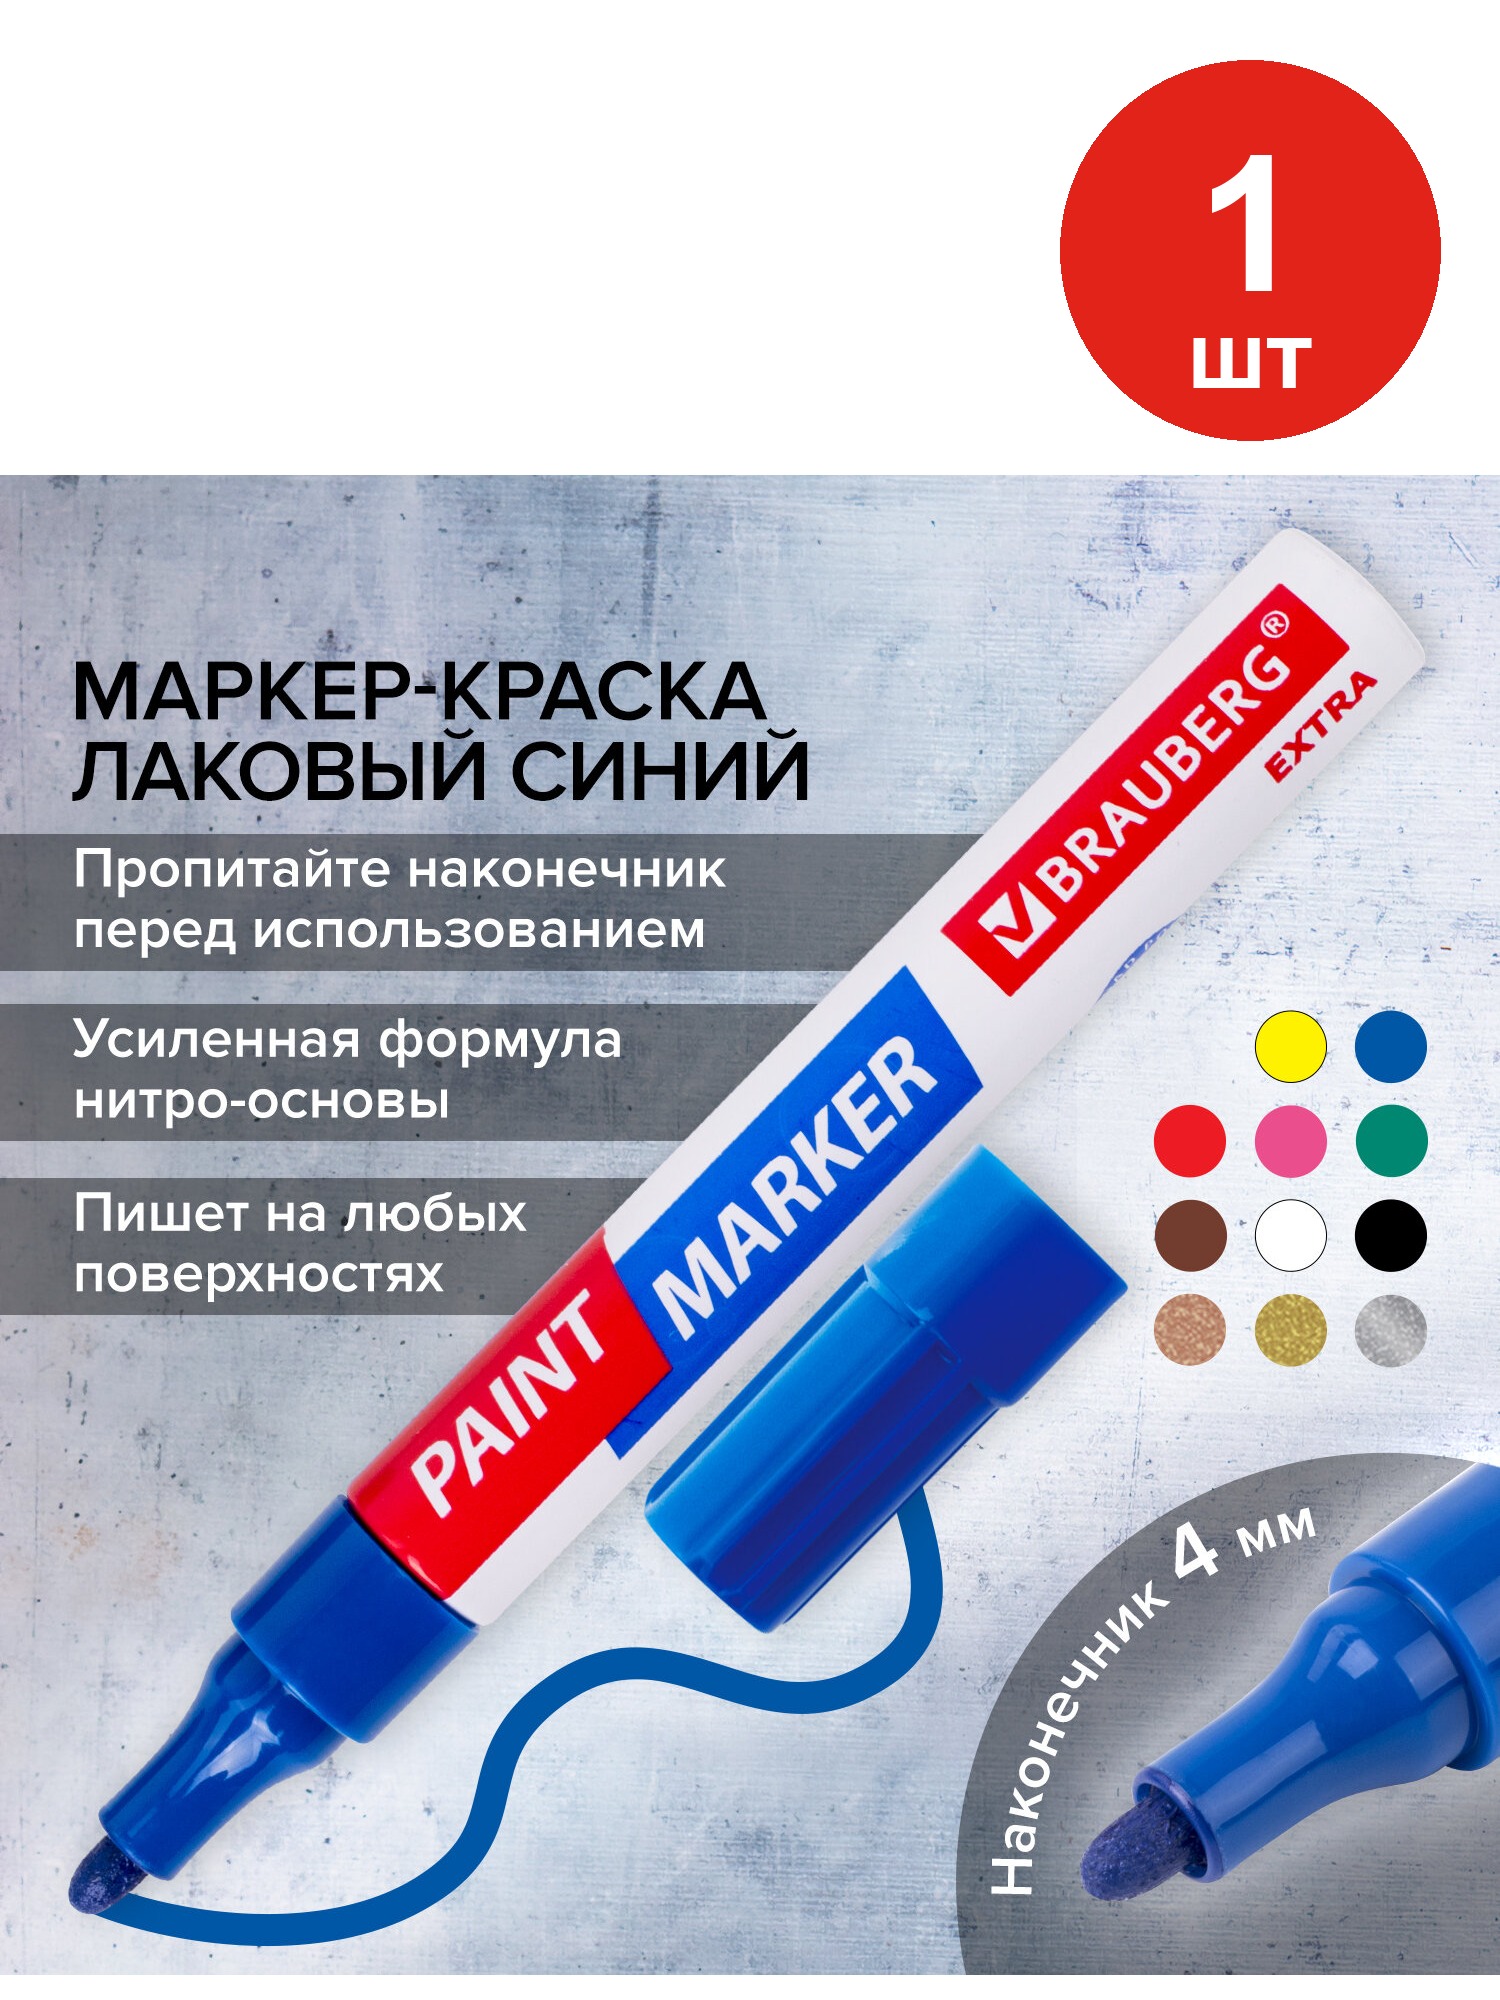 1
шт
МАРКЕР-КРАСКА
ЛАКОВЫЙ СИНИЙ
Пропитайте наконечник
перед использованием
Усиленная формула
нитро-основы
Пишет на любых
поверхностях
BRAUBERG®
EXTRA
PAINT MARKER
Наконечник 4 мм